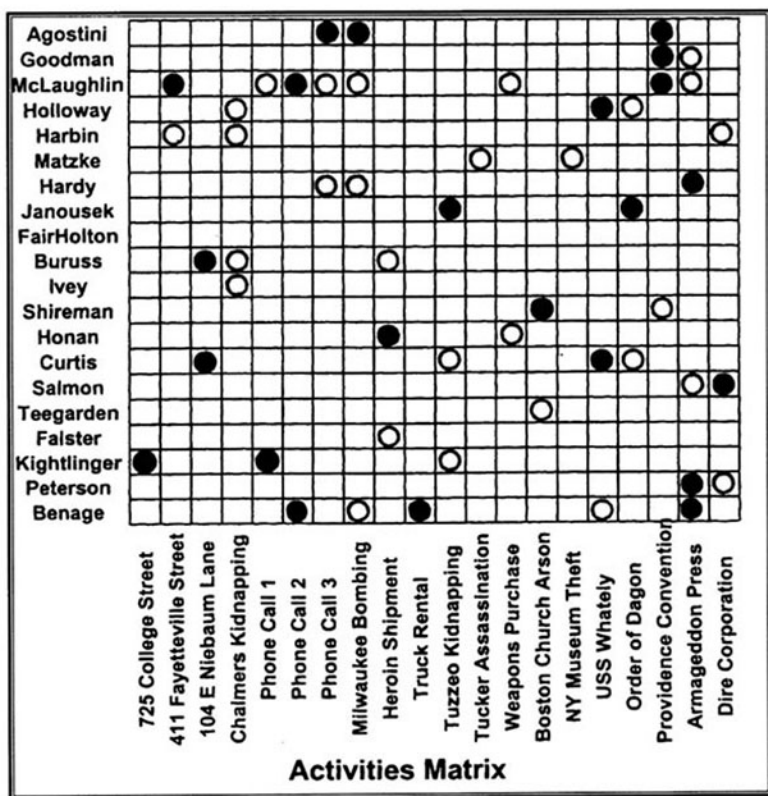 Agostini
Goodman
McLaughlin
Holloway
Harbin
Matzke
Hardy
Janousek
FairHolton
Buruss
Ivey
Shireman
Honan
Curtis
Salmon
Teegarden
Falster
Kightlinger
Peterson
Benage
725 College Street
411 Fayetteville Street
104 E Niebaum Lane
Chalmers Kidnapping
Phone Call 1
Phone Call 2
Phone Call 3
Milwaukee Bombing
Heroin Shipment
Truck Rental
Tuzzeo Kidnapping
Tucker Assassination
Weapons Purchase
Boston Church Arson
NY Museum Theft
USS Whately
Order of Dagon
Providence Convention
Armageddon Press
Dire Corporation
Activities Matrix